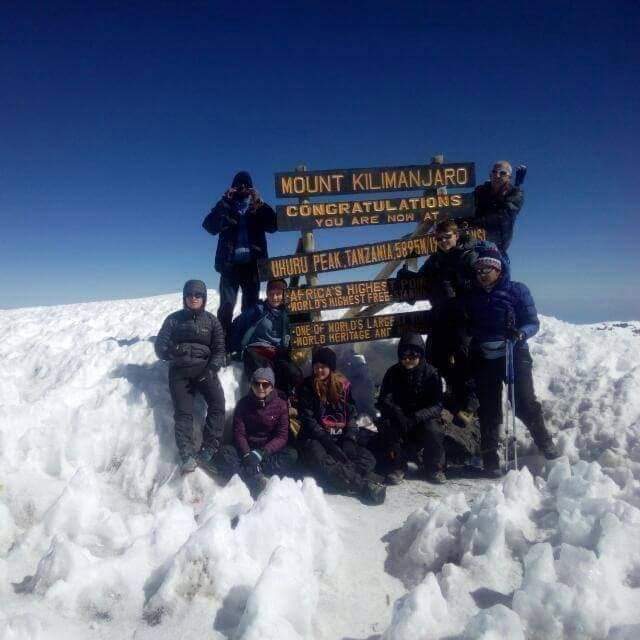 MOUNT KILIMANJARO
CONGRATULATIONS
YOU ARE NOW AT
UHURU PEAK, TANZANIA, 5895M
AFRICA'S HIGHEST
HIGHEST FREE
ONE OF WORLD'S LARGE
WORLD HERITAGE